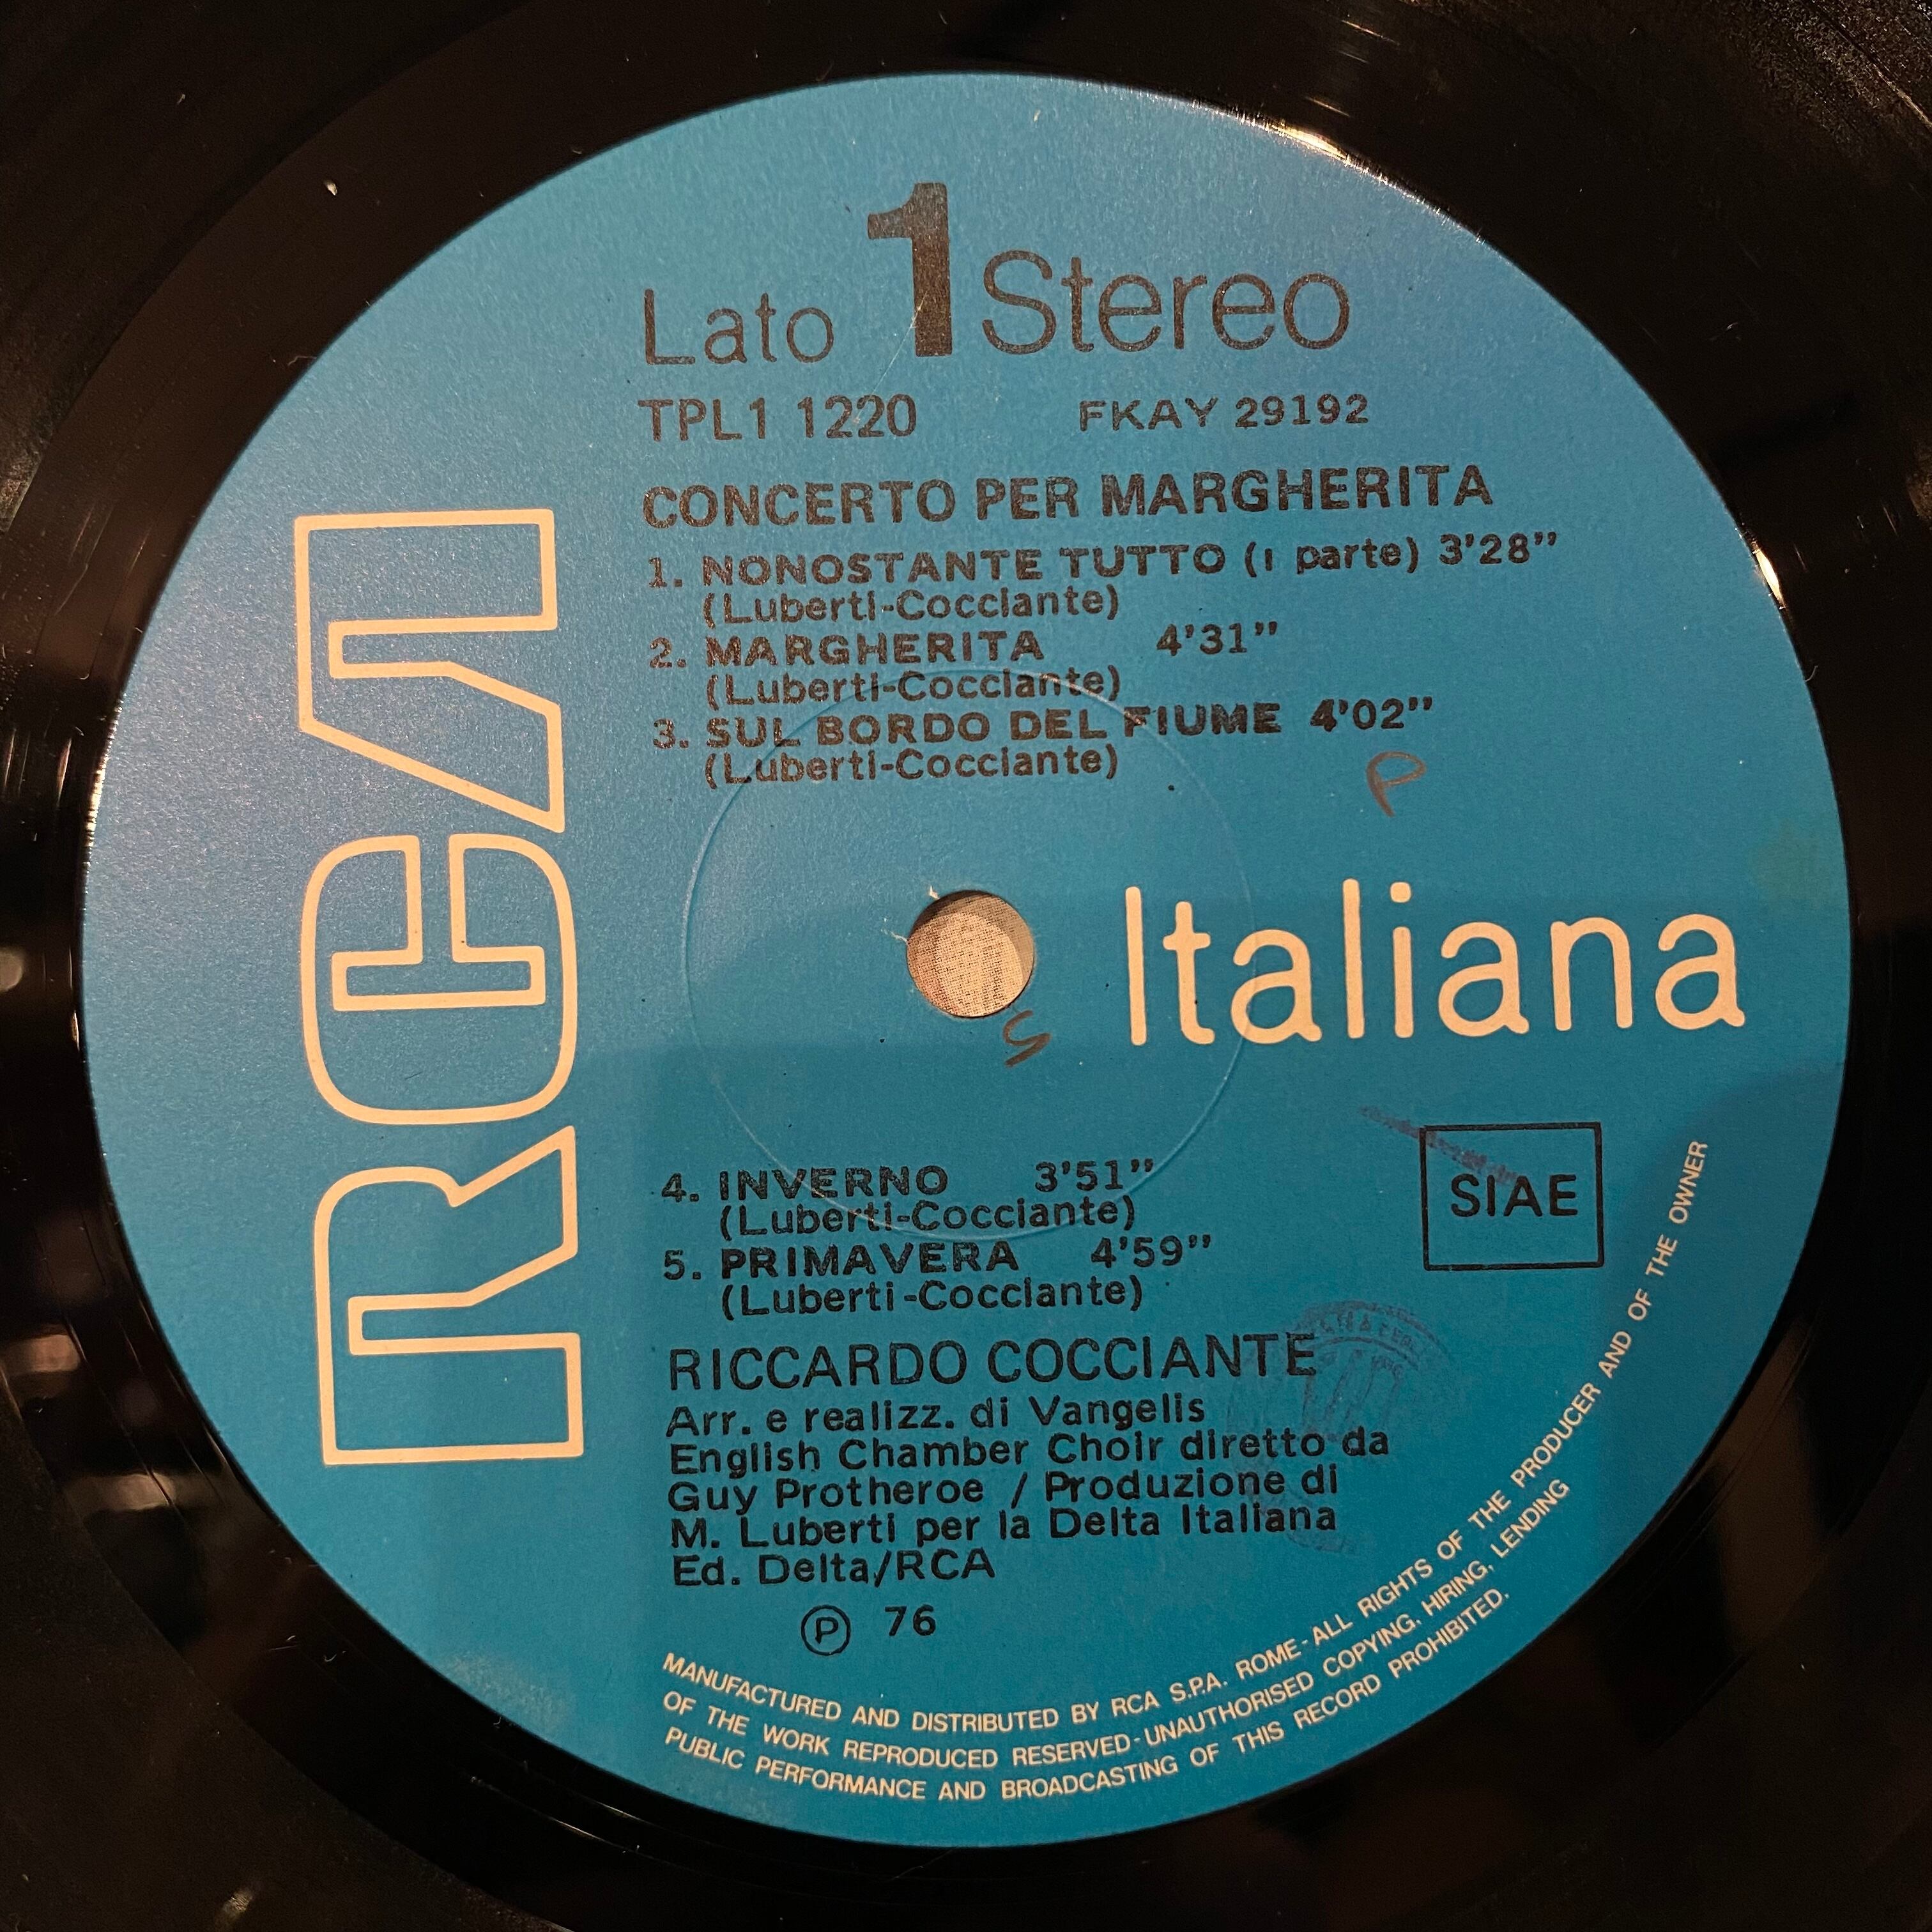 Lato 1 Stereo
TPL1 1220 FKAY 29192
CONCERTO PER MARGHERITA
1. NONOSTANTE TUTTO (I parte) 3'28"
(Luberti-Cocciante)
2. MARGHERITA 4'31"
(Luberti-Cocciante)
3. SUL BORDO DEL FIUME 4'02"
(Luberti-Cocciante)
P
RCA
Italiana
S
4. INVERNO 3'51"
(Luberti-Cocciante)
5. PRIMAVERA 4'59"
(Luberti-Cocciante)
SIAE
RICCARDO COCCIANTE
Arr. e realizz. di Vangelis
English Chamber Choir diretto da
Guy Protheroe / Produzione di
M. Luberti per la Delta Italiana
Ed. Delta/RCA
Ⓟ 76
MANUFACTURED AND DISTRIBUTED BY RCA S.P.A. ROME-ALL RIGHTS OF THE PRODUCER AND OF THE OWNER
OF THE WORK REPRODUCED RESERVED-UNAUTHORISED COPYING, HIRING, LENDING
PUBLIC PERFORMANCE AND BROADCASTING OF THIS RECORD PROHIBITED.